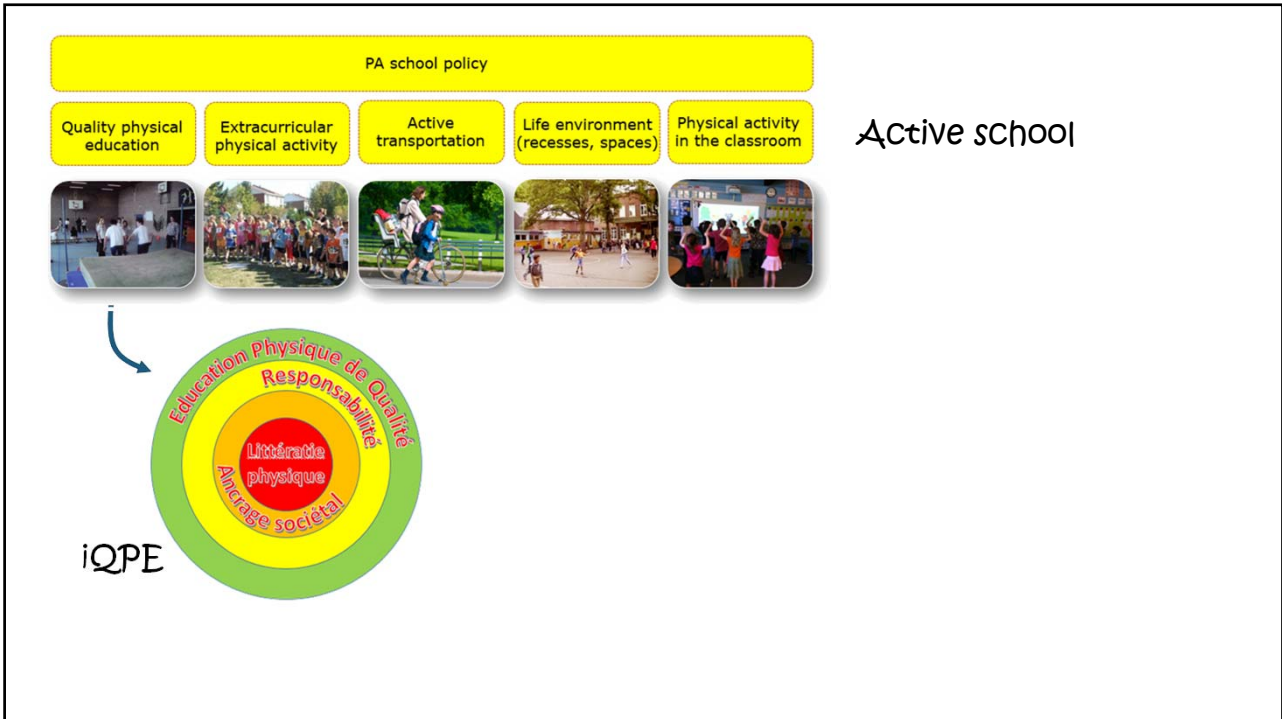 PA school policy
Quality physical
education
Extracurricular
physical activity
Active
transportation
Life environment
(recesses, spaces)
Physical activity
in the classroom
Active school
Education Physique de Qualité
Responsabilité
Littératie
physique
Ancrage sociétal
iQPE